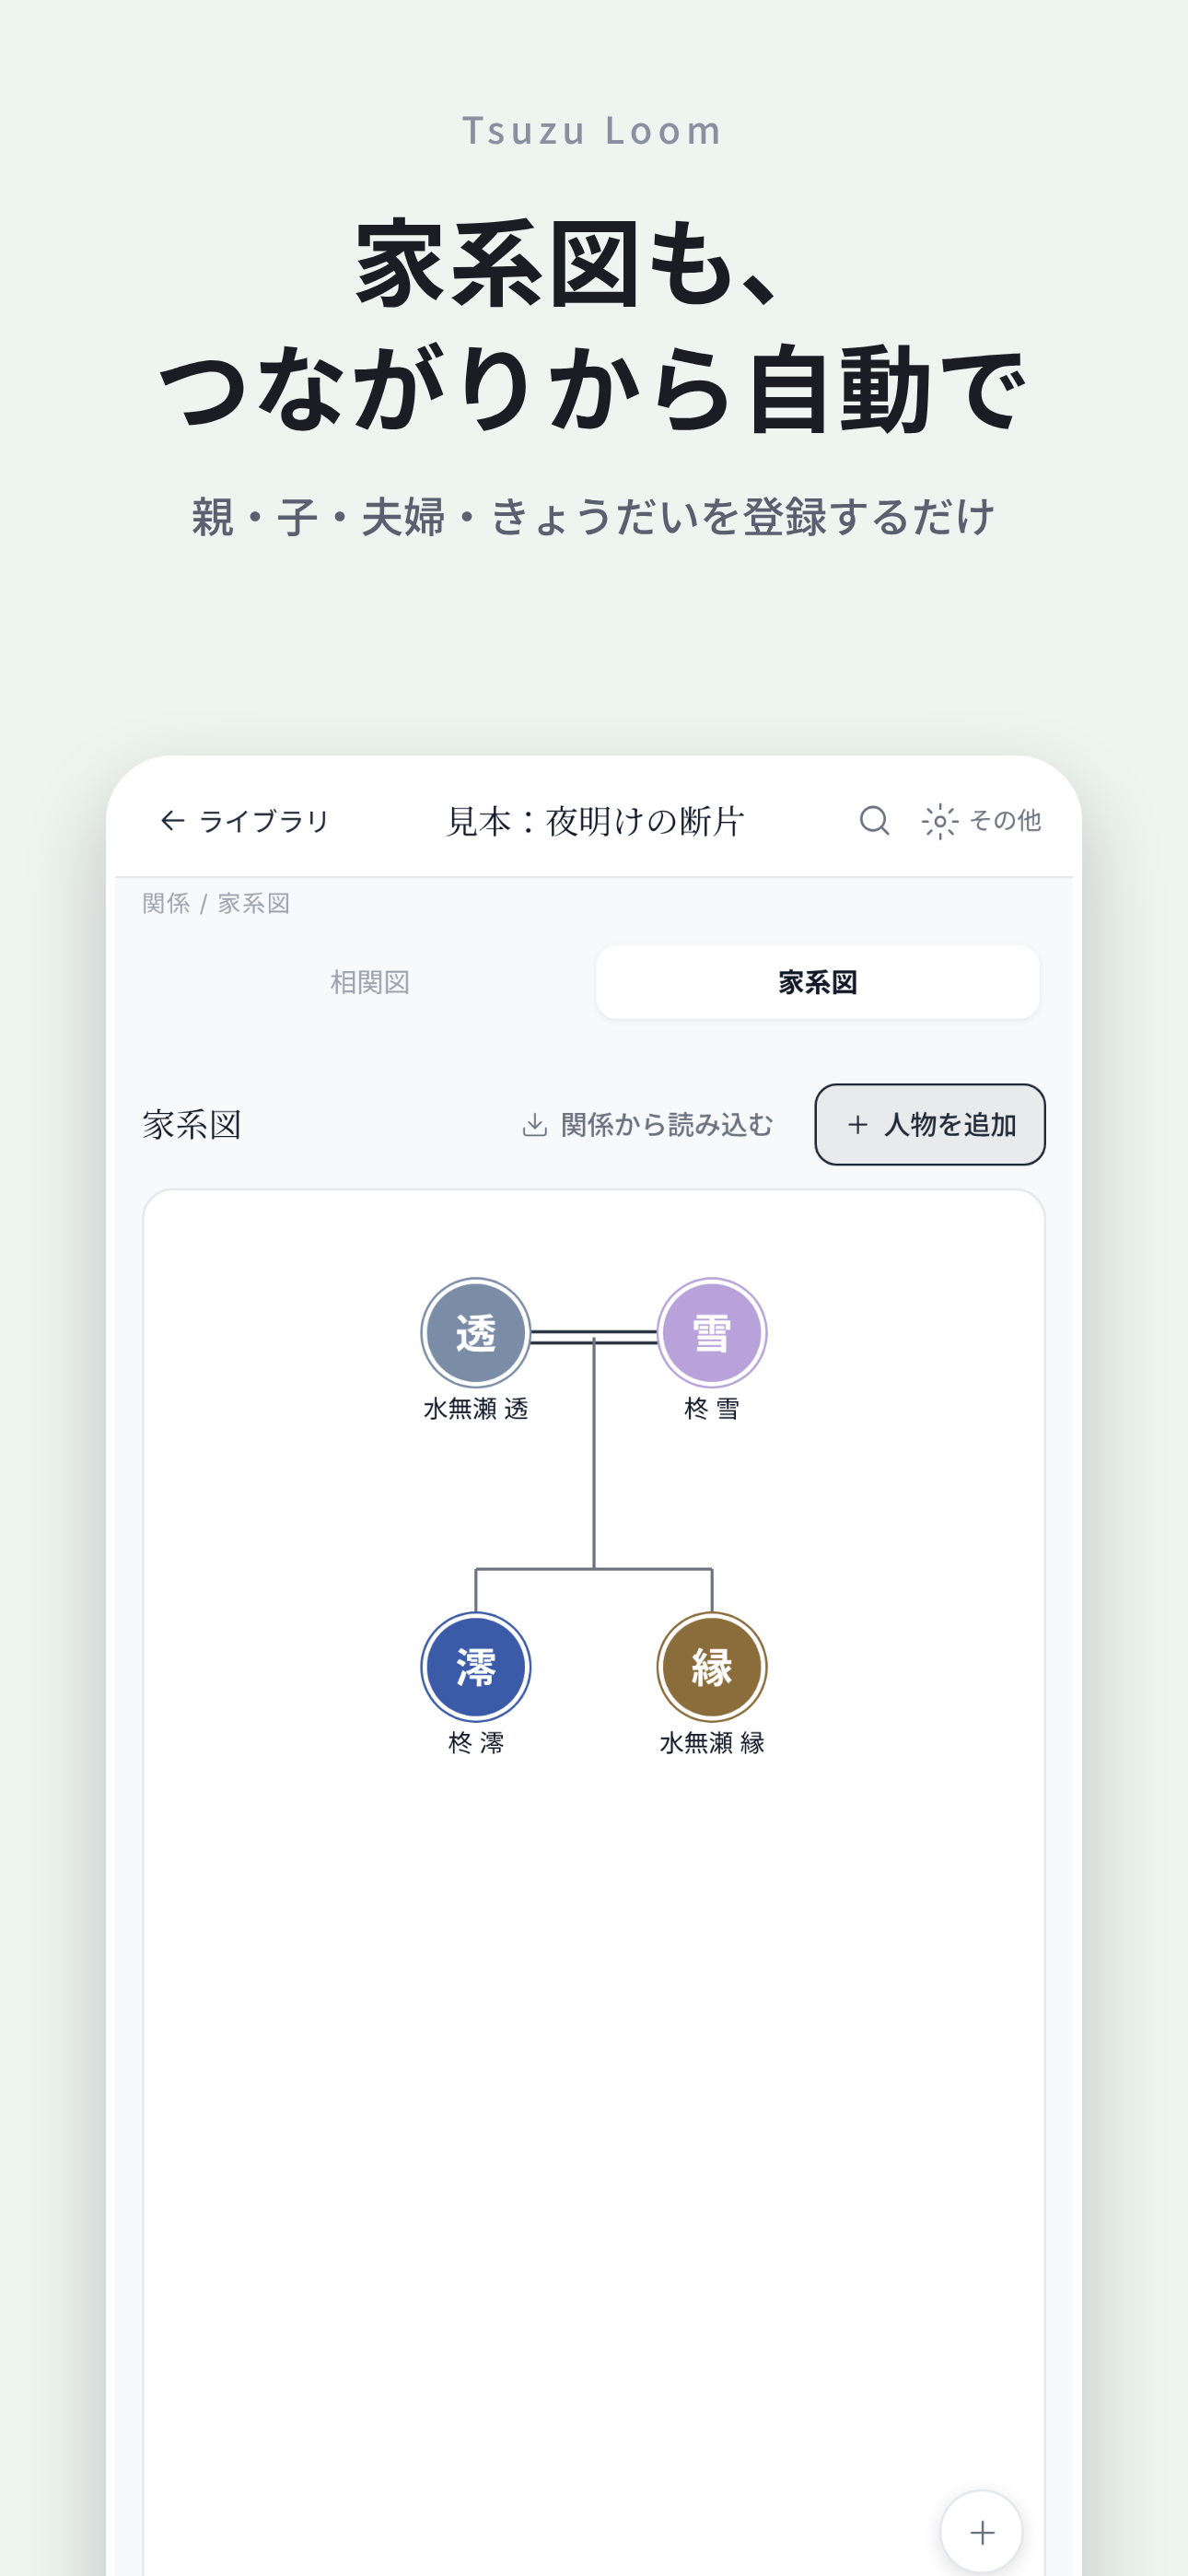 Tsuzu Loom
家系図も、
つながりから自動で
親・子・夫婦・きょうだいを登録するだけ
ライブラリ
見本：夜明けの断片
その他
関係 / 家系図
相関図
家系図
家系図
関係から読み込む
人物を追加
透
雪
水無瀬 透
柊 雪
澪
縁
柊 澪
水無瀬 縁